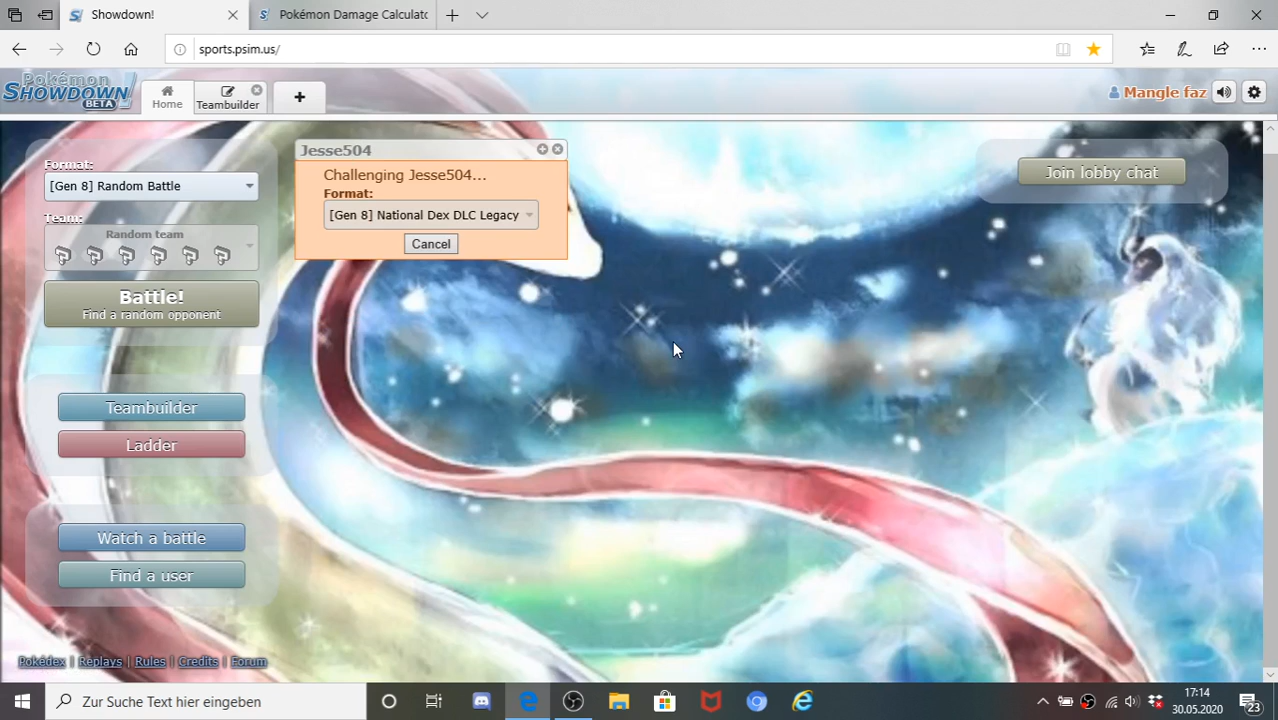 Showdown!
Pokémon Damage Calculato
sports.psim.us/
Pokémon
SHOWDOWN!
BETA
Home
Teambuilder
Mangle faz
Format:
[Gen 8] Random Battle
Team:
Random team
Battle!
Find a random opponent
Teambuilder
Ladder
Watch a battle
Find a user
Pokédex | Replays | Rules | Credits | Forum
Jesse504
Challenging Jesse504...
Format:
[Gen 8] National Dex DLC Legacy
Cancel
Join lobby chat
Zur Suche Text hier eingeben
17:14
30.05.2020
23